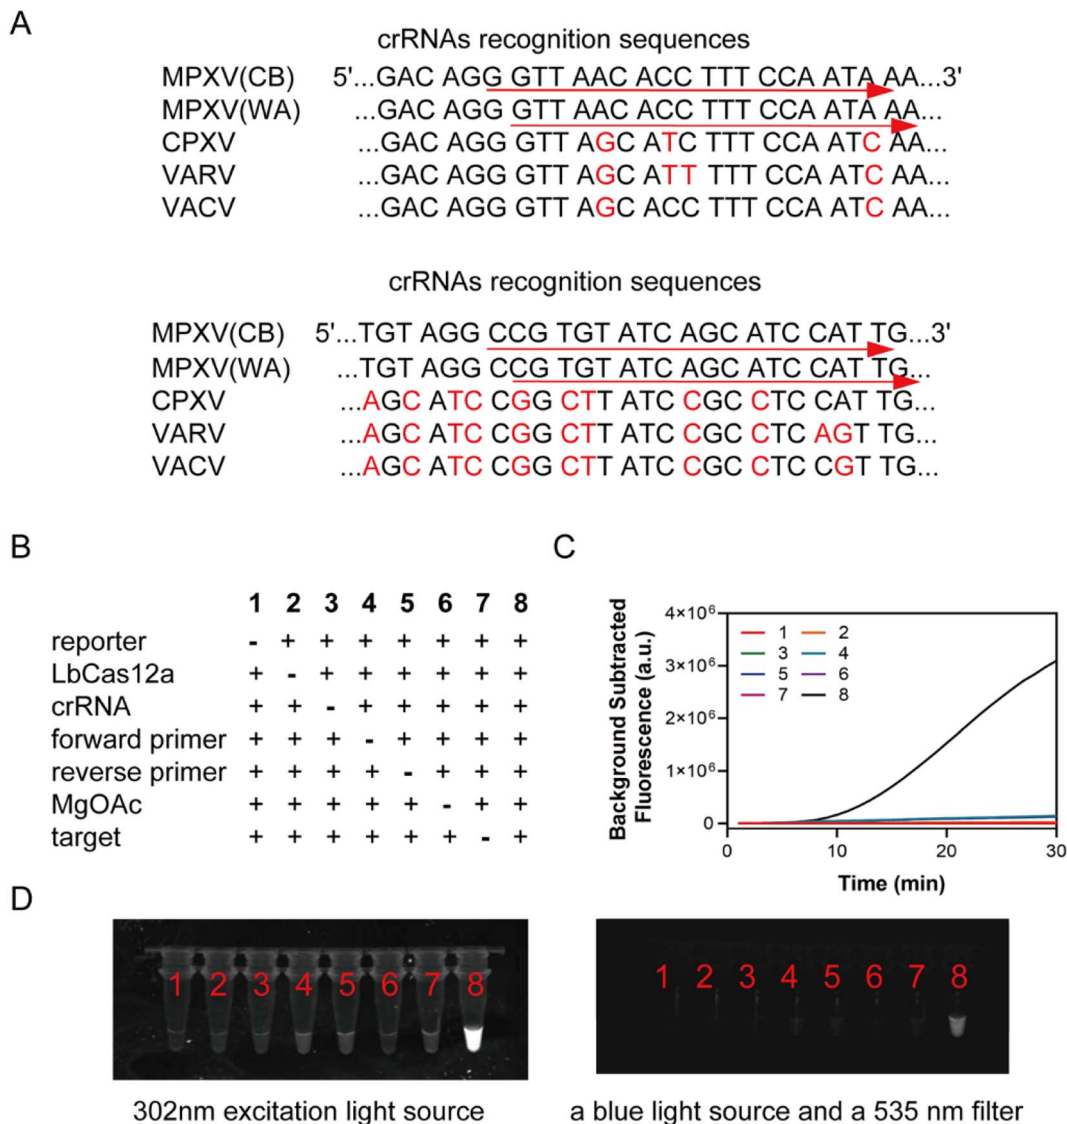 A
crRNAs recognition sequences
MPXV(CB) 5'...GAC AGG GTT AAC ACC TTT CCA ATA AA...3'
MPXV(WA) ...GAC AGG GTT AAC ACC TTT CCA ATA AA...
CPXV ...GAC AGG GTT AGC ATC TTT CCA ATC AA...
VARV ...GAC AGG GTT AGC ATT TTT CCA ATC AA...
VACV ...GAC AGG GTT AGC ACC TTT CCA ATC AA...
crRNAs recognition sequences
MPXV(CB) 5'...TGT AGG CCG TGT ATC AGC ATC CAT TG...3'
MPXV(WA) ...TGT AGG CCG TGT ATC AGC ATC CAT TG...
CPXV ...AGC ATC CGG CTT ATC CGC CTC CAT TG...
VARV ...AGC ATC CGG CTT ATC CGC CTC AGT TG...
VACV ...AGC ATC CGG CTT ATC CGC CTC CGT TG...
B
1 2 3 4 5 6 7 8
reporter - + + + + + + +
LbCas12a + - + + + + + +
crRNA + + - + + + + +
forward primer + + + - + + + +
reverse primer + + + + - + + +
MgOAc + + + + + - + +
target + + + + + + - +
C
Background Subtracted
Fluorescence (a.u.)
4×10⁶
3×10⁶
2×10⁶
1×10⁶
0
1 2
3 4
5 6
7 8
0 10 20 30
Time (min)
D
1 2 3 4 5 6 7 8
302nm excitation light source
1 2 3 4 5 6 7 8
a blue light source and a 535 nm filter